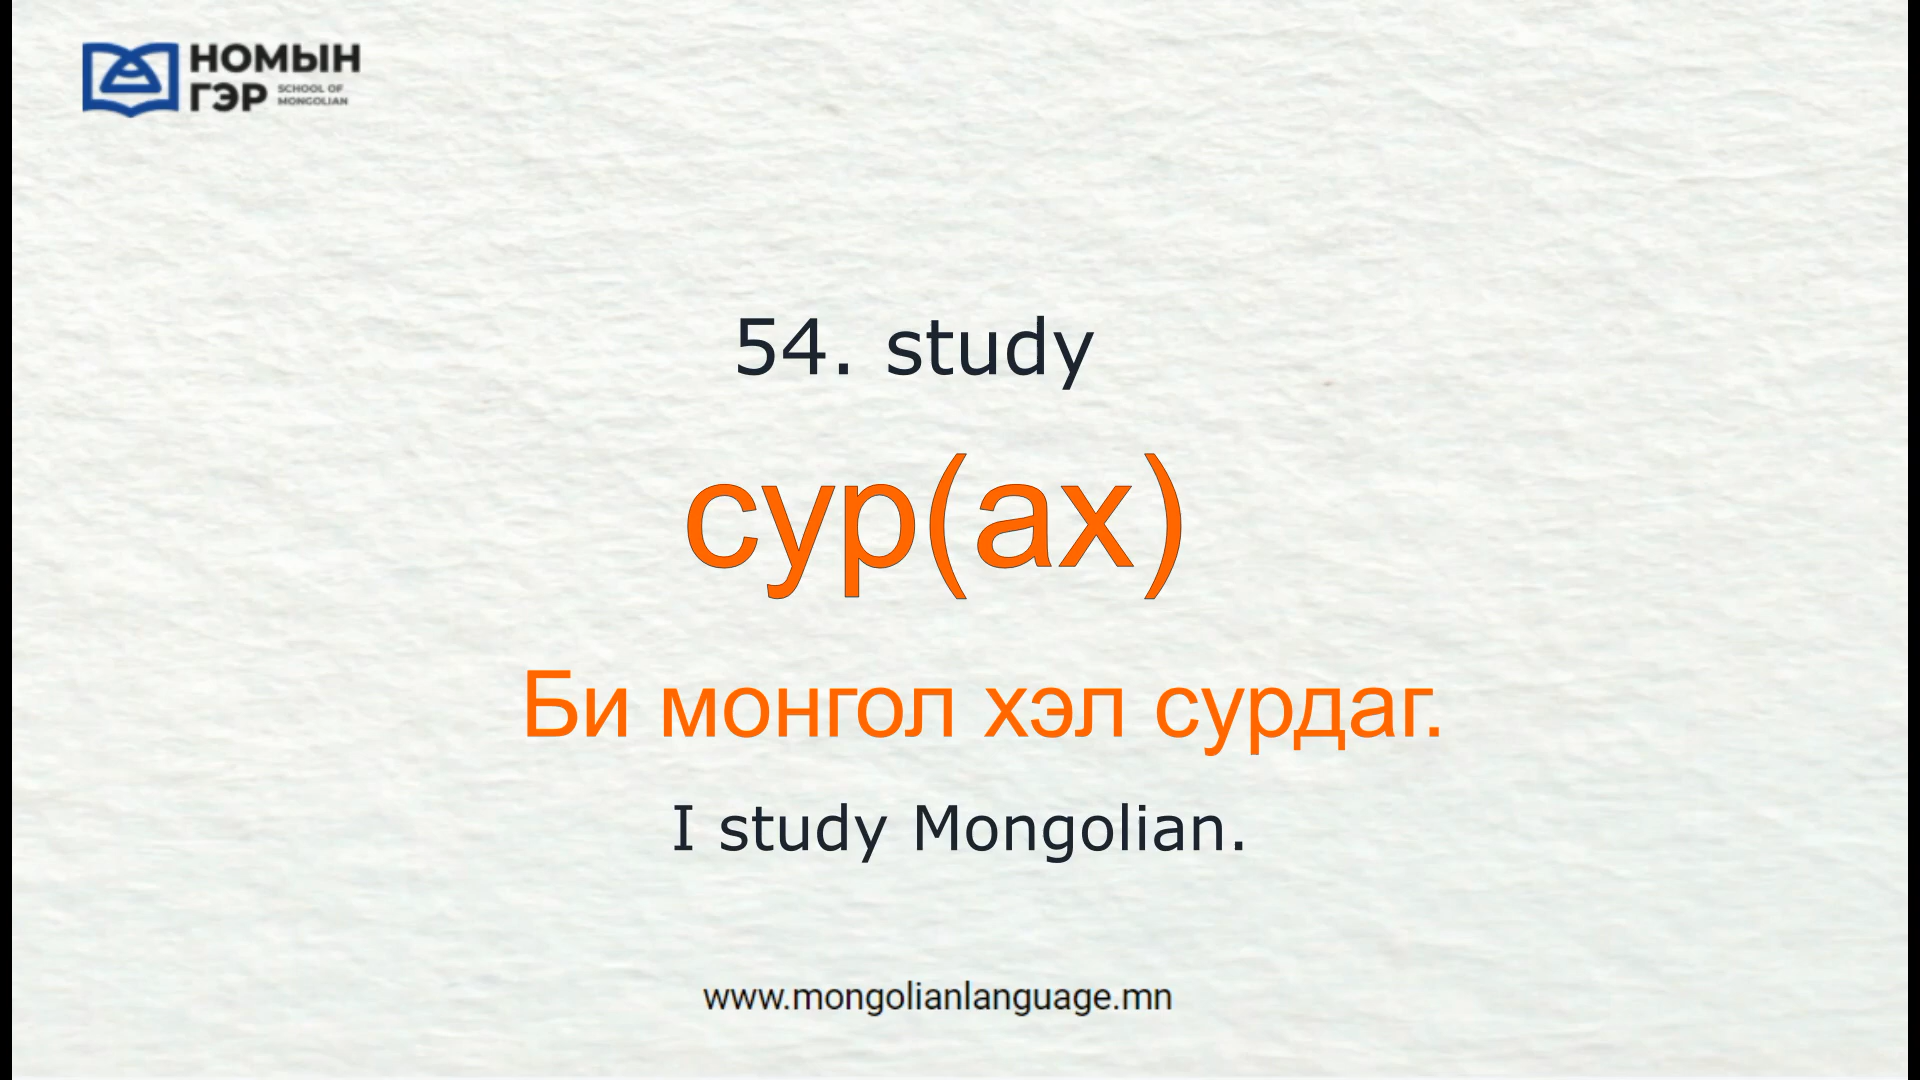 НОМЫН
ГЭР SCHOOL OF
MONGOLIAN
54. study
сур(ах)
Би монгол хэл сурдаг.
I study Mongolian.
www.mongolianlanguage.mn